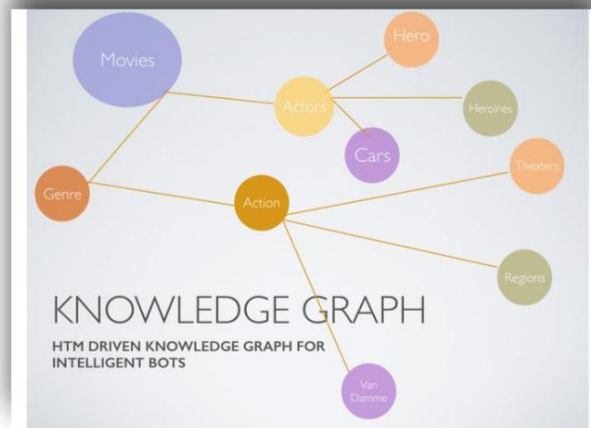 Hero
Movies
Actors
Heroines
Cars
Theaters
Genre
Action
Regions
KNOWLEDGE GRAPH
HTM DRIVEN KNOWLEDGE GRAPH FOR
INTELLIGENT BOTS
Van
Damme